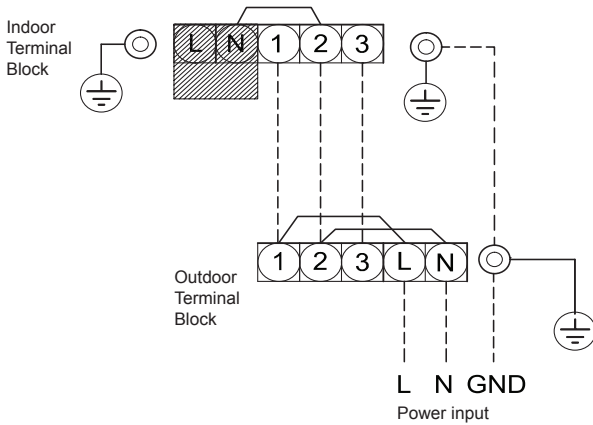 Indoor
Terminal
Block
L N 1 2 3
1 2 3 L N
Outdoor
Terminal
Block
L N GND
Power input